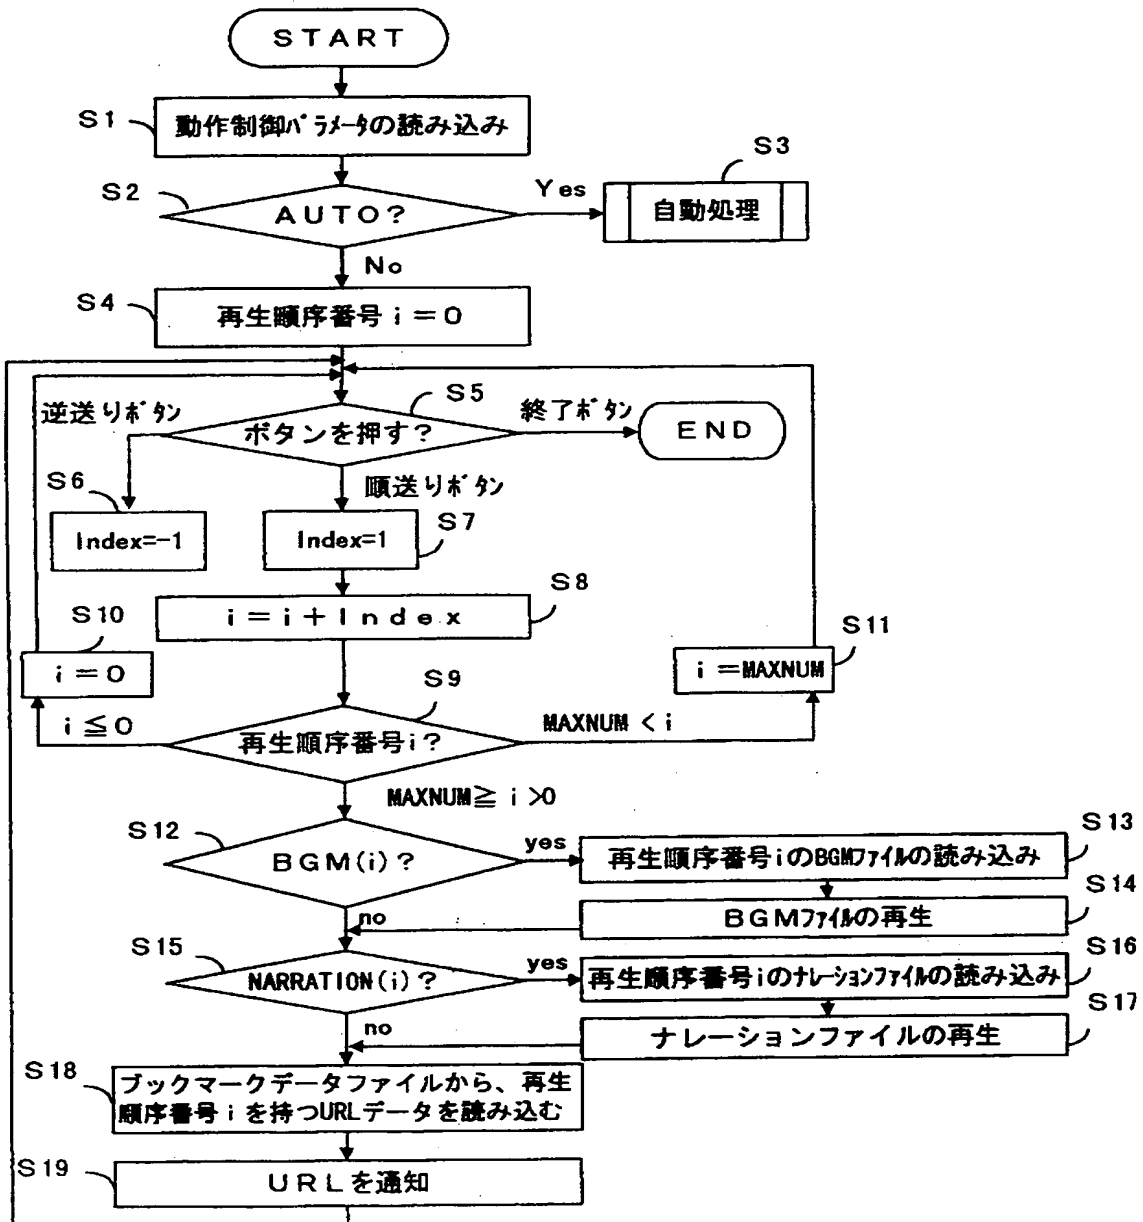 START
S1
動作制御パラメータの読み込み
S2
AUTO?
Yes
S3
自動処理
No
S4
再生順序番号 i=0
S5
ボタンを押す?
逆送りボタン
終了ボタン
END
S6
Index=-1
順送りボタン
S7
Index=1
S8
i=i+Index
S10
i=0
S11
i=MAXNUM
S9
再生順序番号i?
i≦0
MAXNUM<i
MAXNUM≧i>0
S12
BGM(i)?
yes
S13
再生順序番号iのBGMファイルの読み込み
no
S14
BGMファイルの再生
S15
NARRATION(i)?
yes
S16
再生順序番号iのナレーションファイルの読み込み
no
S17
ナレーションファイルの再生
S18
ブックマークデータファイルから、再生
順序番号iを持つURLデータを読み込む
S19
URLを通知